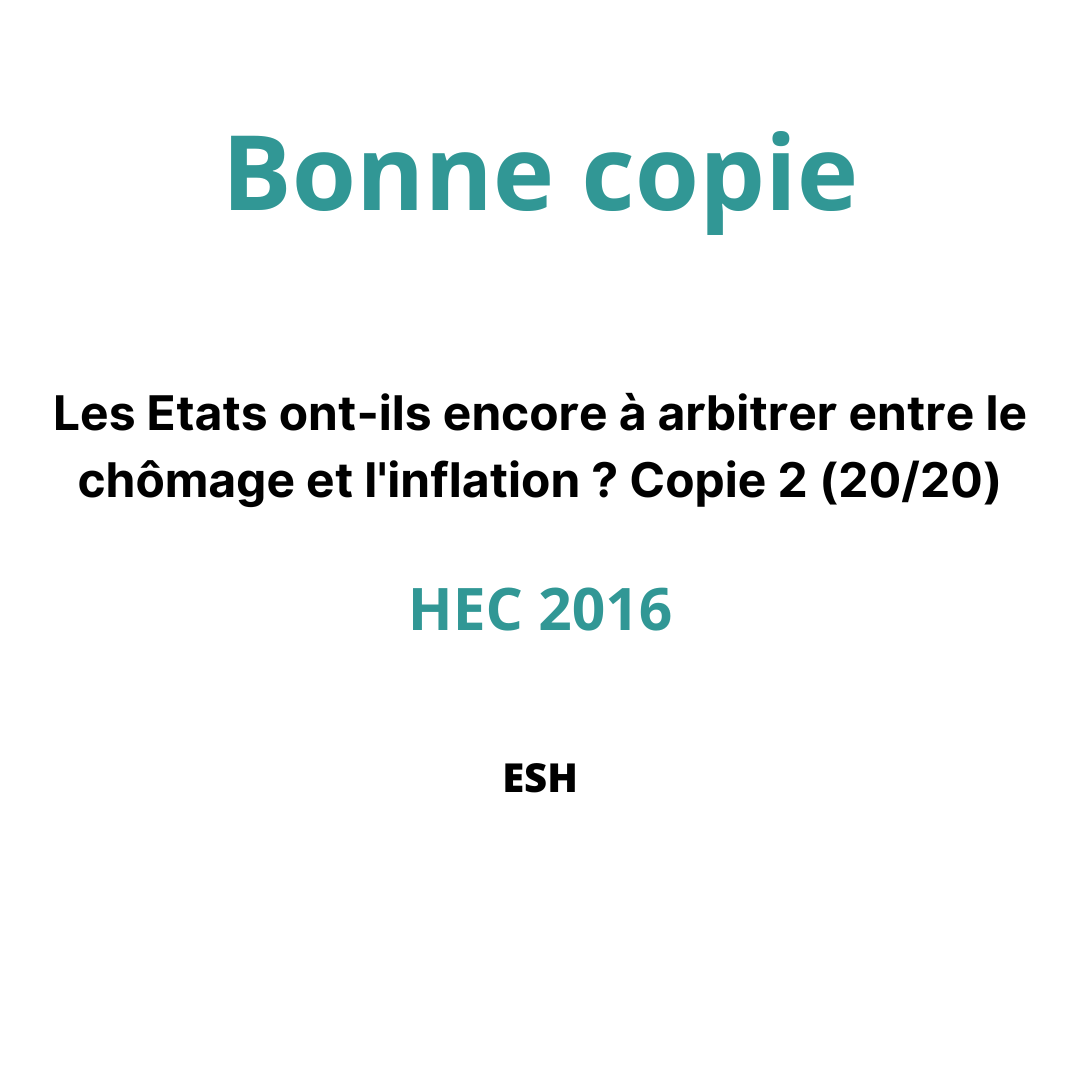 Bonne copie
Les Etats ont-ils encore à arbitrer entre le
chômage et l'inflation ? Copie 2 (20/20)
HEC 2016
ESH